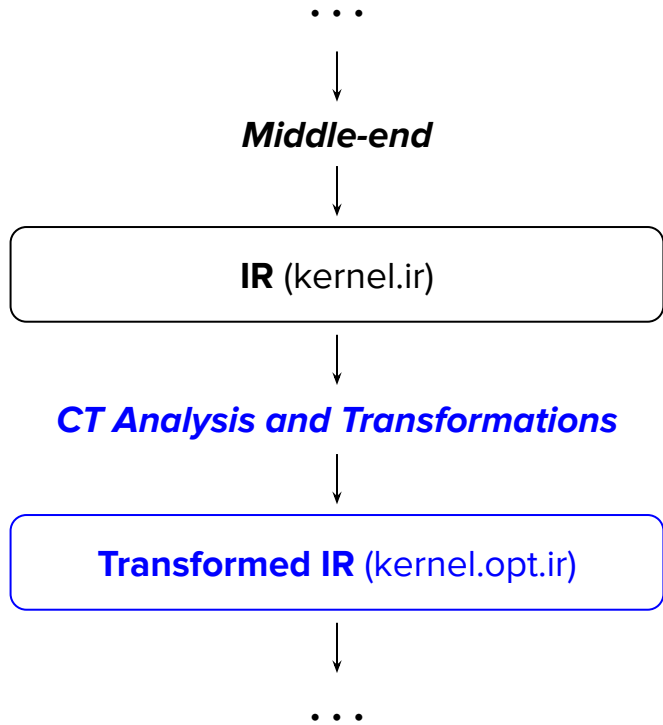 ...
Middle-end
IR (kernel.ir)
CT Analysis and Transformations
Transformed IR (kernel.opt.ir)
...